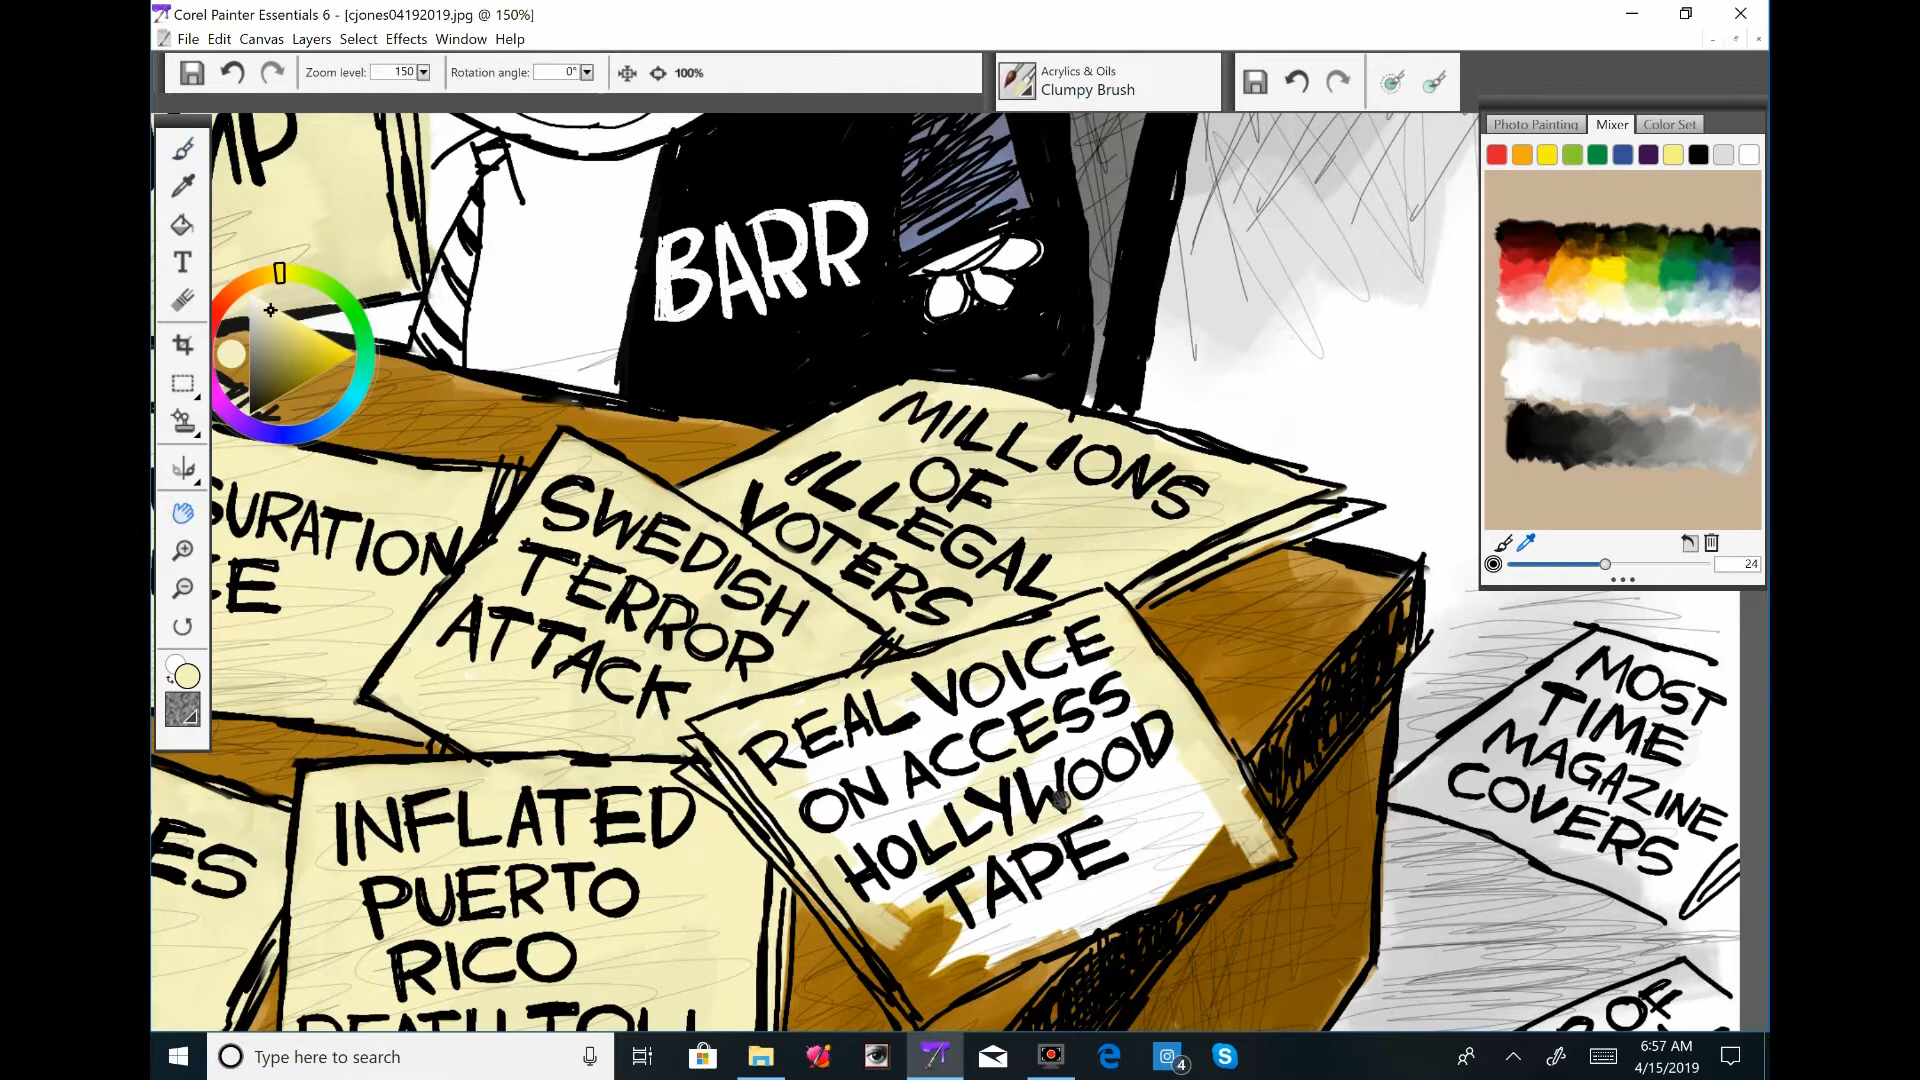 Corel Painter Essentials 6 - [cjones04192019.jpg @ 150%]
File Edit Canvas Layers Select Effects Window Help
Zoom level: 150
Rotation angle: 0°
100%
Acrylics & Oils
Clumpy Brush
Photo Painting Mixer Color Set
24
BARR
MILLIONS
OF
ILLEGAL
VOTERS
SWEDISH
TERROR
ATTACK
REAL VOICE
ON ACCESS
HOLLYWOOD
TAPE
MOST
TIME
MAGAZINE
COVERS
INFLATED
PUERTO
RICO
DEATH TOLL
Type here to search
4
6:57 AM
4/15/2019